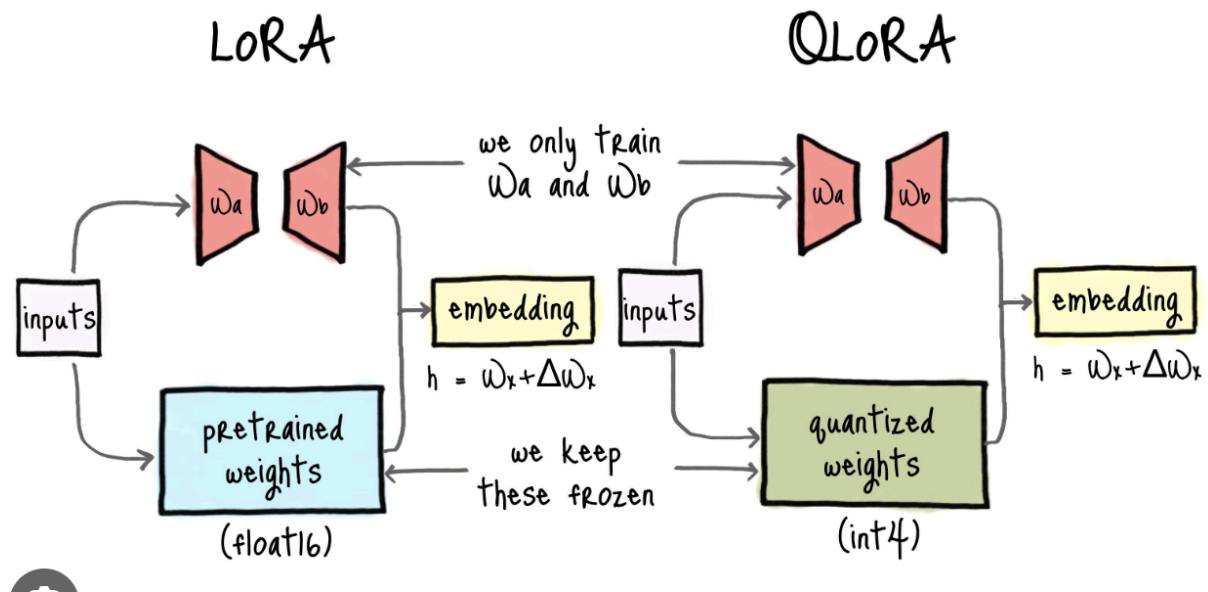 LoRA
QLoRA
we only train
Wa and Wb
Wa
Wb
inputs
embedding
h = Wx+ΔWx
pretrained
weights
(float16)
we keep
these frozen
Wa
Wb
inputs
embedding
h = Wx+ΔWx
quantized
weights
(int4)